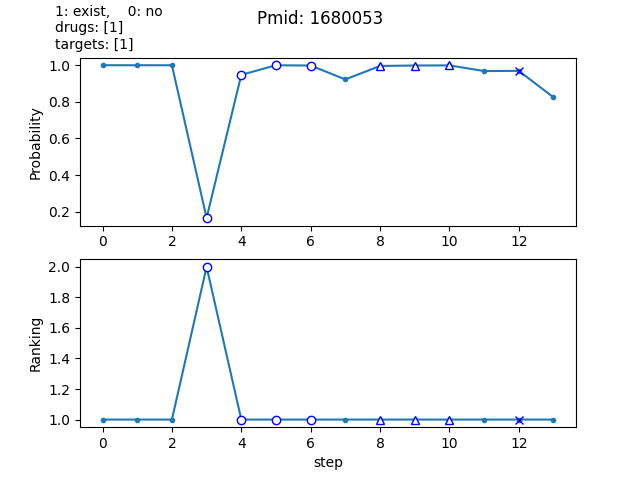 1: exist,    0: no
drugs: [1]
targets: [1]
Pmid: 1680053
Probability
1.0
0.8
0.6
0.4
0.2
0 2 4 6 8 10 12
Ranking
2.0
1.8
1.6
1.4
1.2
1.0
0 2 4 6 8 10 12
step